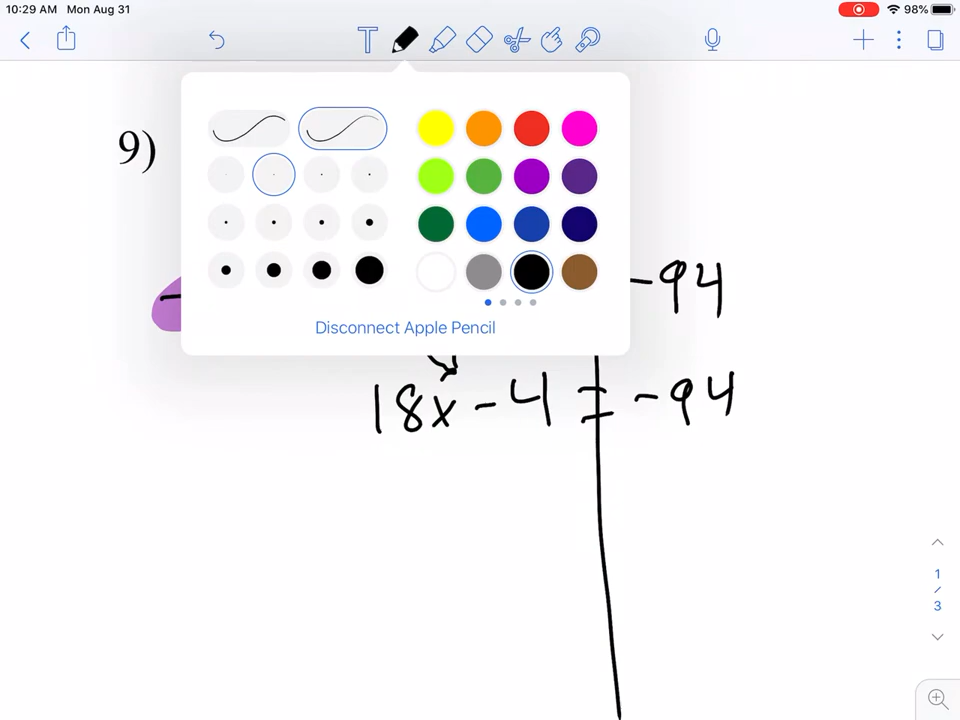 10:29 AM Mon Aug 31
98%
T
9)
- -94
Disconnect Apple Pencil
18x - 4 = -94
1
/
3